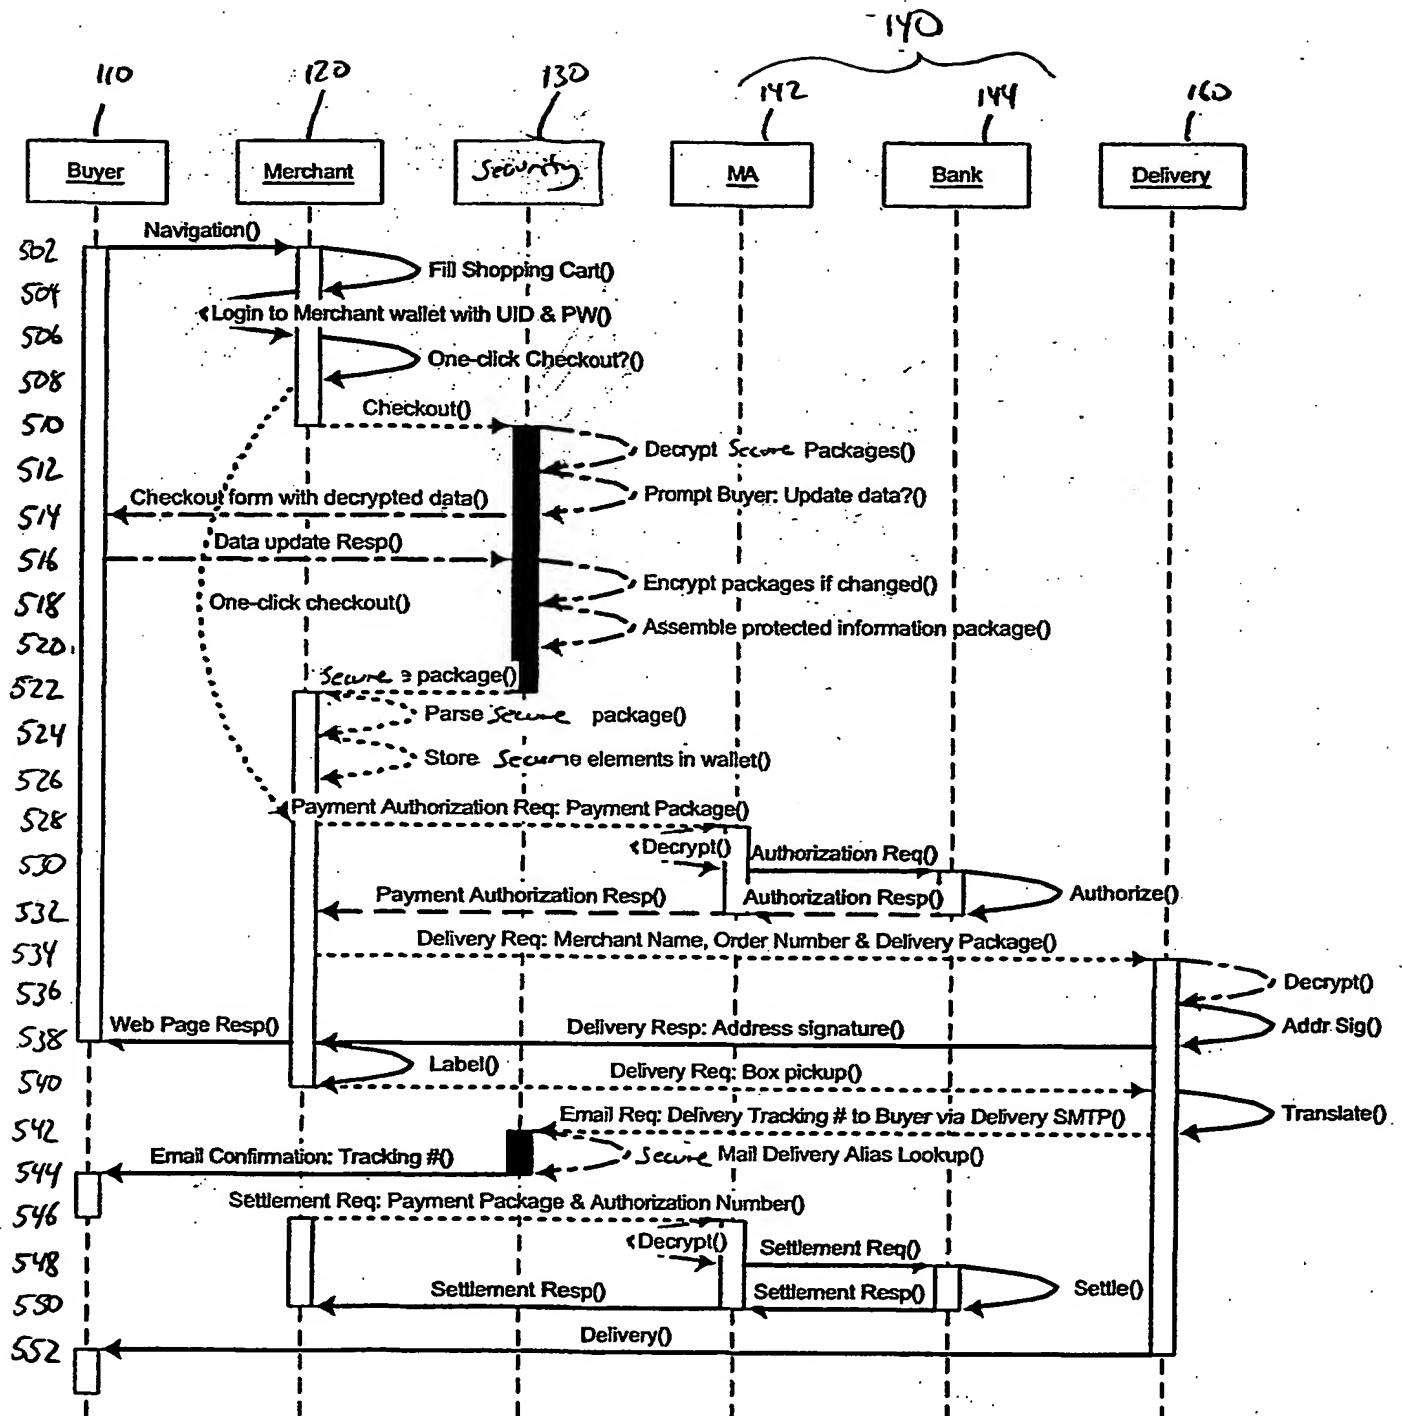 140
110
120
130
142
144
160
Buyer
Merchant
Security
MA
Bank
Delivery
502
Navigation()
Fill Shopping Cart()
504
Login to Merchant wallet with UID & PW()
506
One-click Checkout?()
508
Checkout()
510
Decrypt Secure Packages()
512
Prompt Buyer: Update data?()
Checkout form with decrypted data()
514
Data update Resp()
516
Encrypt packages if changed()
518
One-click checkout()
Assemble protected information package()
520
Secure package()
522
Parse Secure package()
524
Store Secure elements in wallet()
526
Payment Authorization Req: Payment Package()
528
Decrypt()
Authorization Req()
530
Payment Authorization Resp()
Authorization Resp()
Authorize()
532
Delivery Req: Merchant Name, Order Number & Delivery Package()
534
Decrypt()
536
Web Page Resp()
Delivery Resp: Address signature()
Addr Sig()
538
Label()
Delivery Req: Box pickup()
540
Email Req: Delivery Tracking # to Buyer via Delivery SMTP()
Translate()
542
Email Confirmation: Tracking #()
Secure Mail Delivery Alias Lookup()
544
Settlement Req: Payment Package & Authorization Number()
546
Decrypt()
Settlement Req()
548
Settlement Resp()
Settlement Resp()
Settle()
550
Delivery()
552